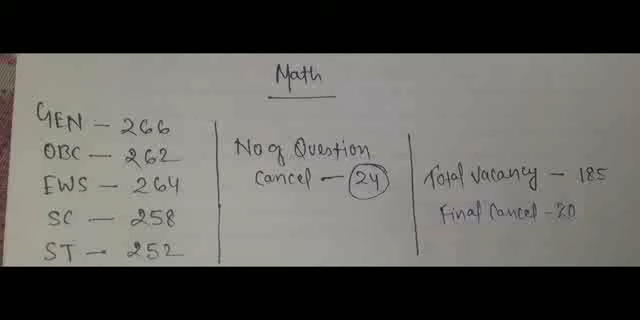 Math
GEN - 266
OBC - 262
EWS - 264
SC - 258
ST - 252
No of Question
Cancel - 24
Total Vacancy - 185
Final Cancel - 20